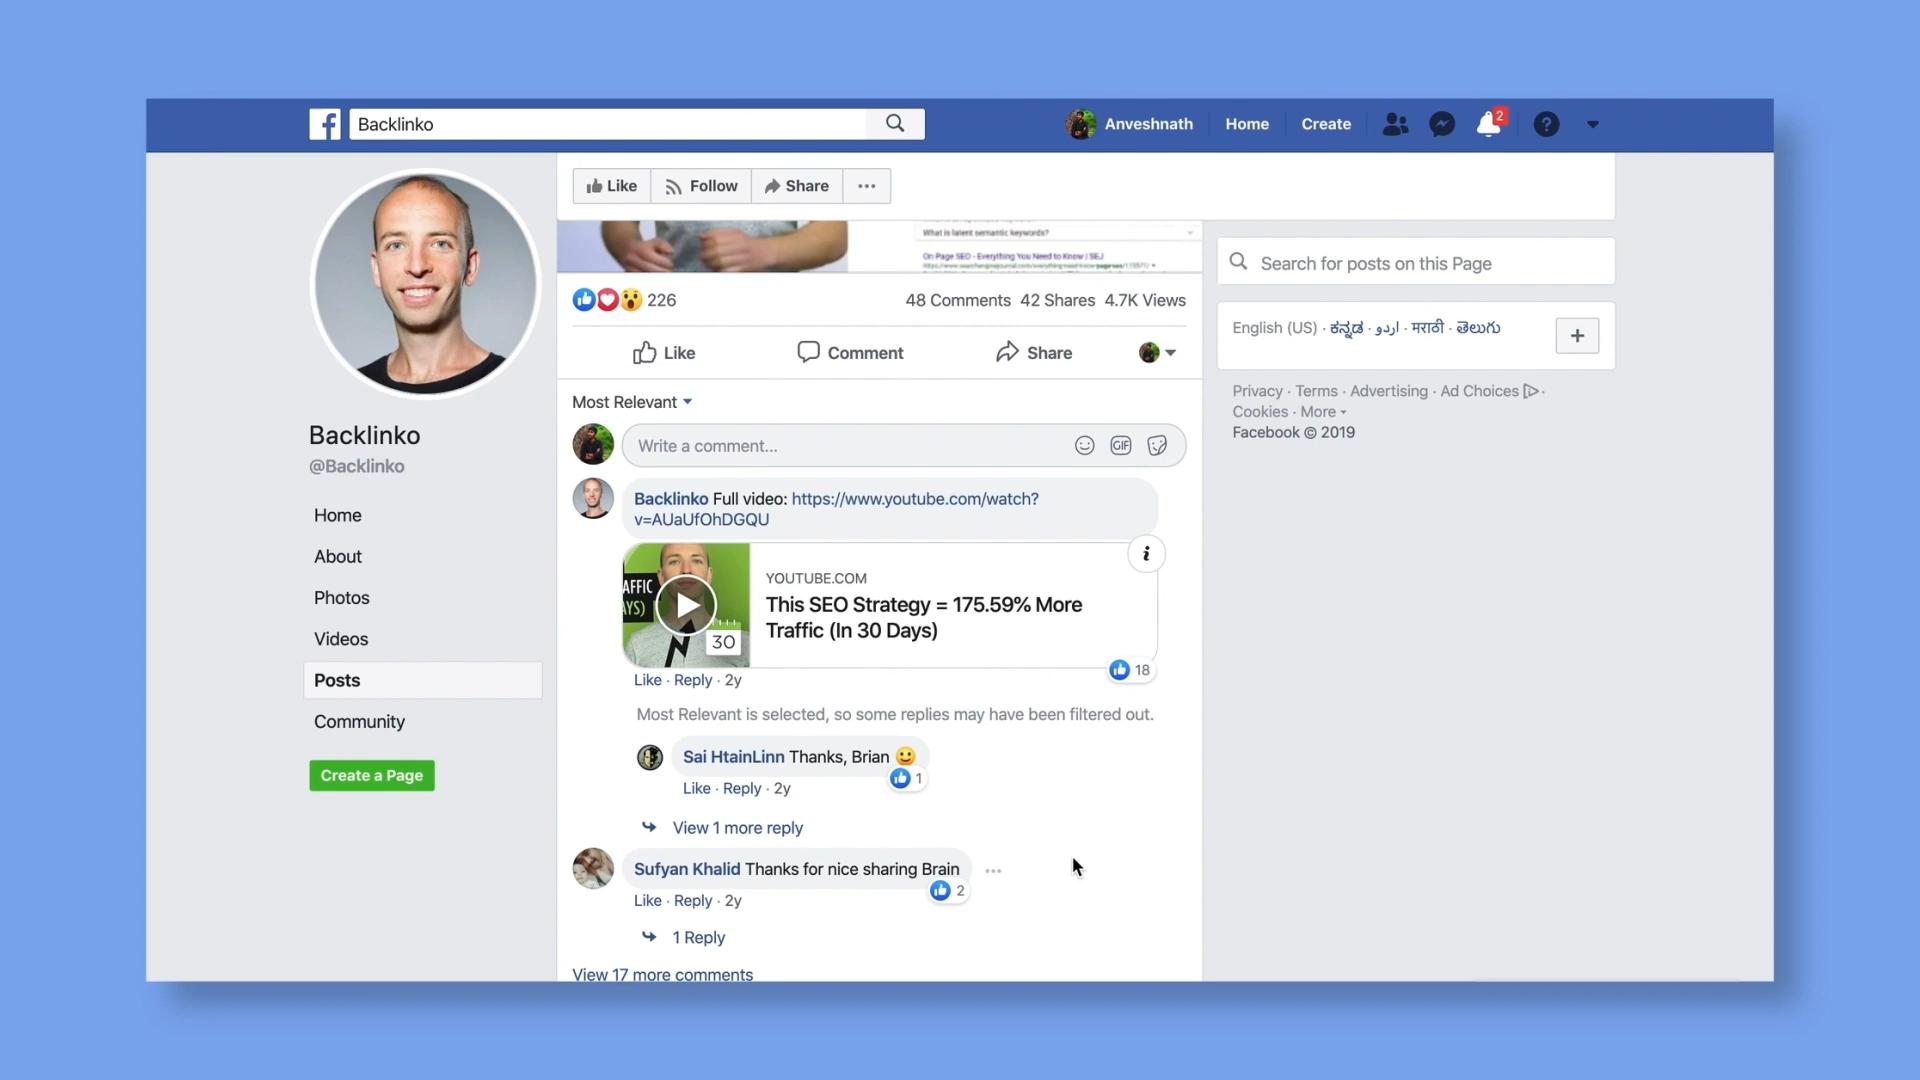 Backlinko
Anveshnath
Home
Create
2
Like
Follow
Share
What is latent semantic keywords?
On Page SEO - Everything You Need to Know | SEJ
226
48 Comments 42 Shares 4.7K Views
Like
Comment
Share
Most Relevant
Write a comment...
GIF
Backlinko Full video: https://www.youtube.com/watch?
v=AUaUfOhDGQU
AFFIC
AYS)
30
YOUTUBE.COM
This SEO Strategy = 175.59% More
Traffic (In 30 Days)
18
Like · Reply · 2y
Most Relevant is selected, so some replies may have been filtered out.
Sai HtainLinn Thanks, Brian 🙂
1
Like · Reply · 2y
View 1 more reply
Sufyan Khalid Thanks for nice sharing Brain
2
Like · Reply · 2y
1 Reply
View 17 more comments
Backlinko
@Backlinko
Home
About
Photos
Videos
Posts
Community
Create a Page
Search for posts on this Page
English (US) · ಕನ್ನಡ · اردو · मराठी · తెలుగు
Privacy · Terms · Advertising · Ad Choices ·
Cookies · More
Facebook © 2019